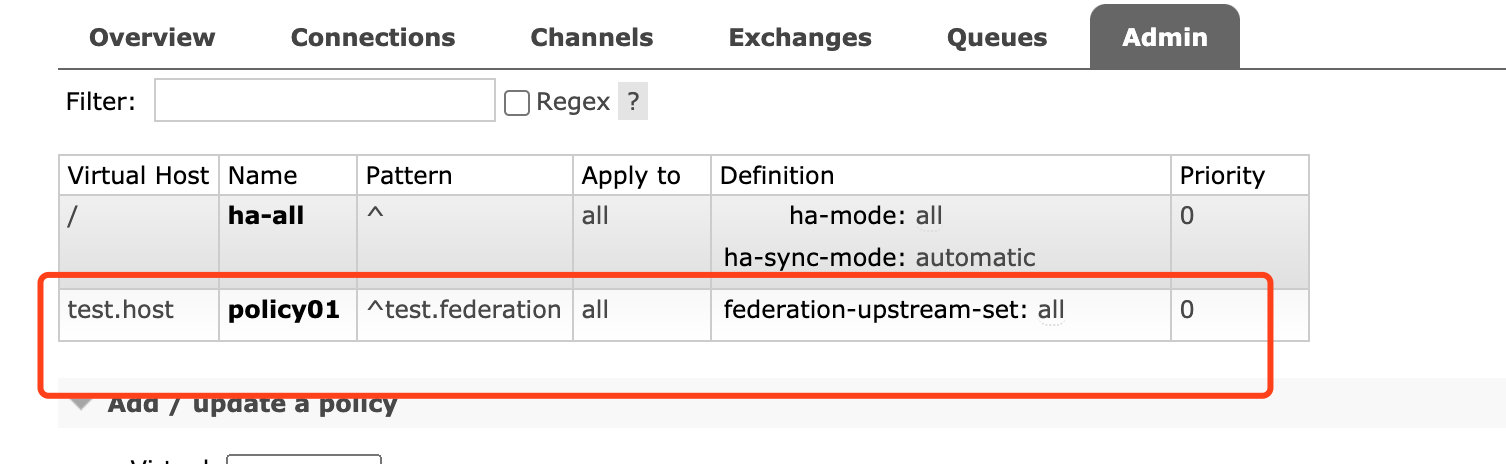 Overview Connections Channels Exchanges Queues Admin
Filter: Regex ?
Virtual Host Name Pattern Apply to Definition Priority
/ ha-all ^ all ha-mode: all 0
ha-sync-mode: automatic
test.host policy01 ^test.federation all federation-upstream-set: all 0
Add / update a policy